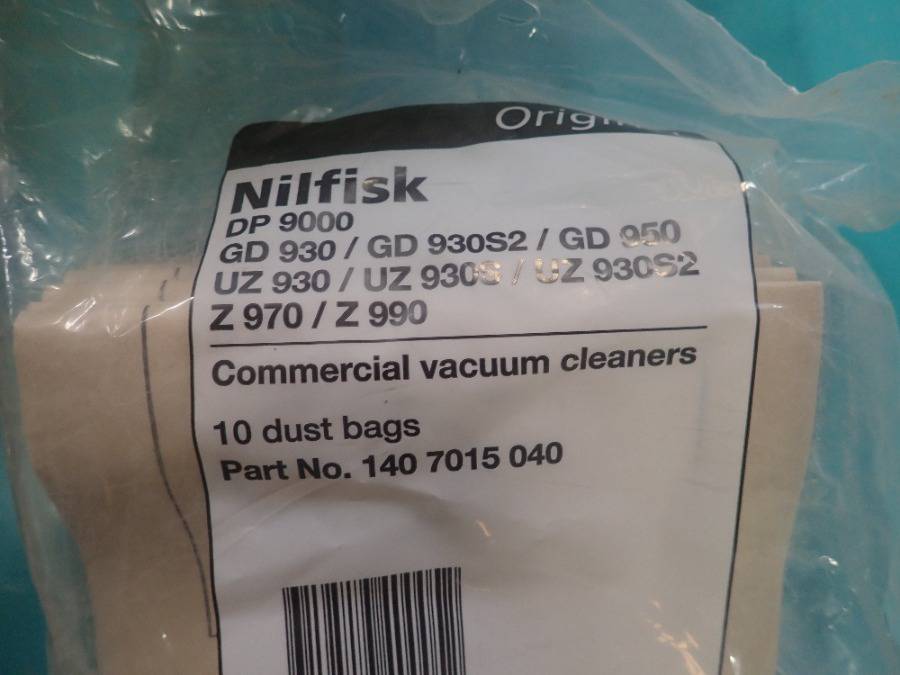 Nilfisk
DP 9000
GD 930 / GD 930S2 / GD 950
UZ 930 / UZ 930S / UZ 930S2
Z 970 / Z 990
Commercial vacuum cleaners
10 dust bags
Part No. 140 7015 040